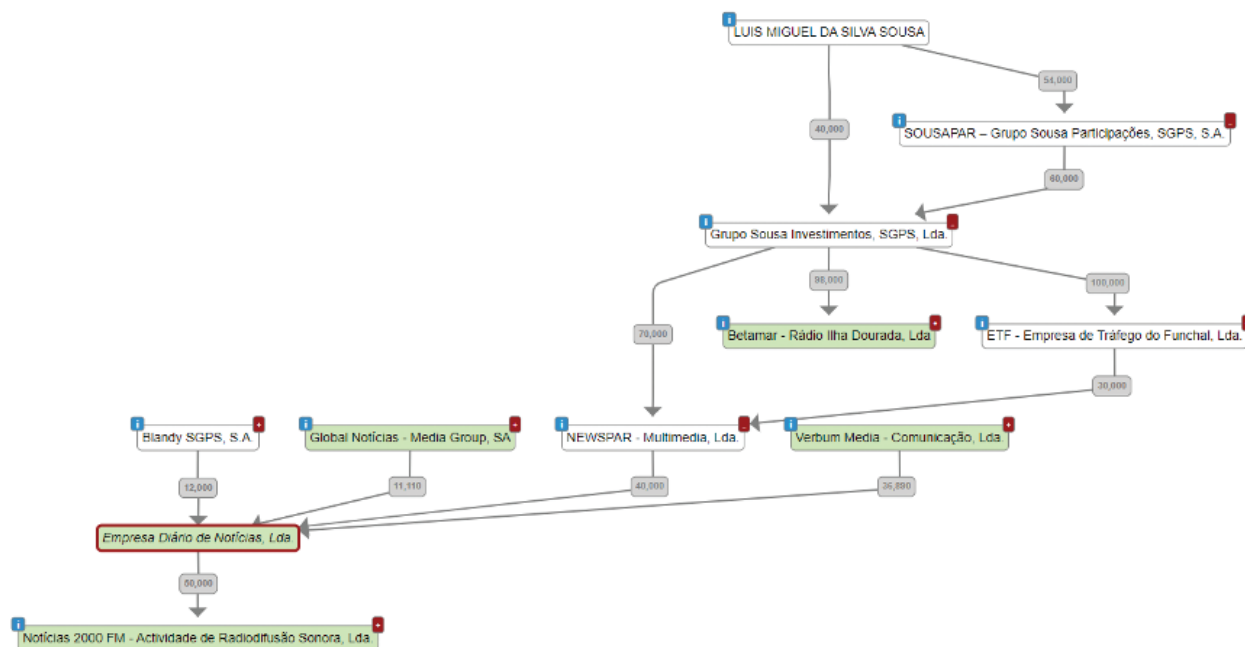 LUIS MIGUEL DA SILVA SOUSA
51,000
40,000
SOUSAPAR – Grupo Sousa Participações, SGPS, S.A.
60,000
Grupo Sousa Investimentos, SGPS, Lda.
98,000
100,000
70,000
Betamar - Rádio Ilha Dourada, Lda
ETF - Empresa de Tráfego do Funchal, Lda.
30,000
Blandy SGPS, S.A.
Global Notícias - Media Group, SA
NEWSPAR - Multimedia, Lda.
Verbum Media - Comunicação, Lda.
12,000
11,110
40,000
36,890
Empresa Diário de Notícias, Lda
Notícias 2000 FM - Actividade de Radiodifusão Sonora, Lda.